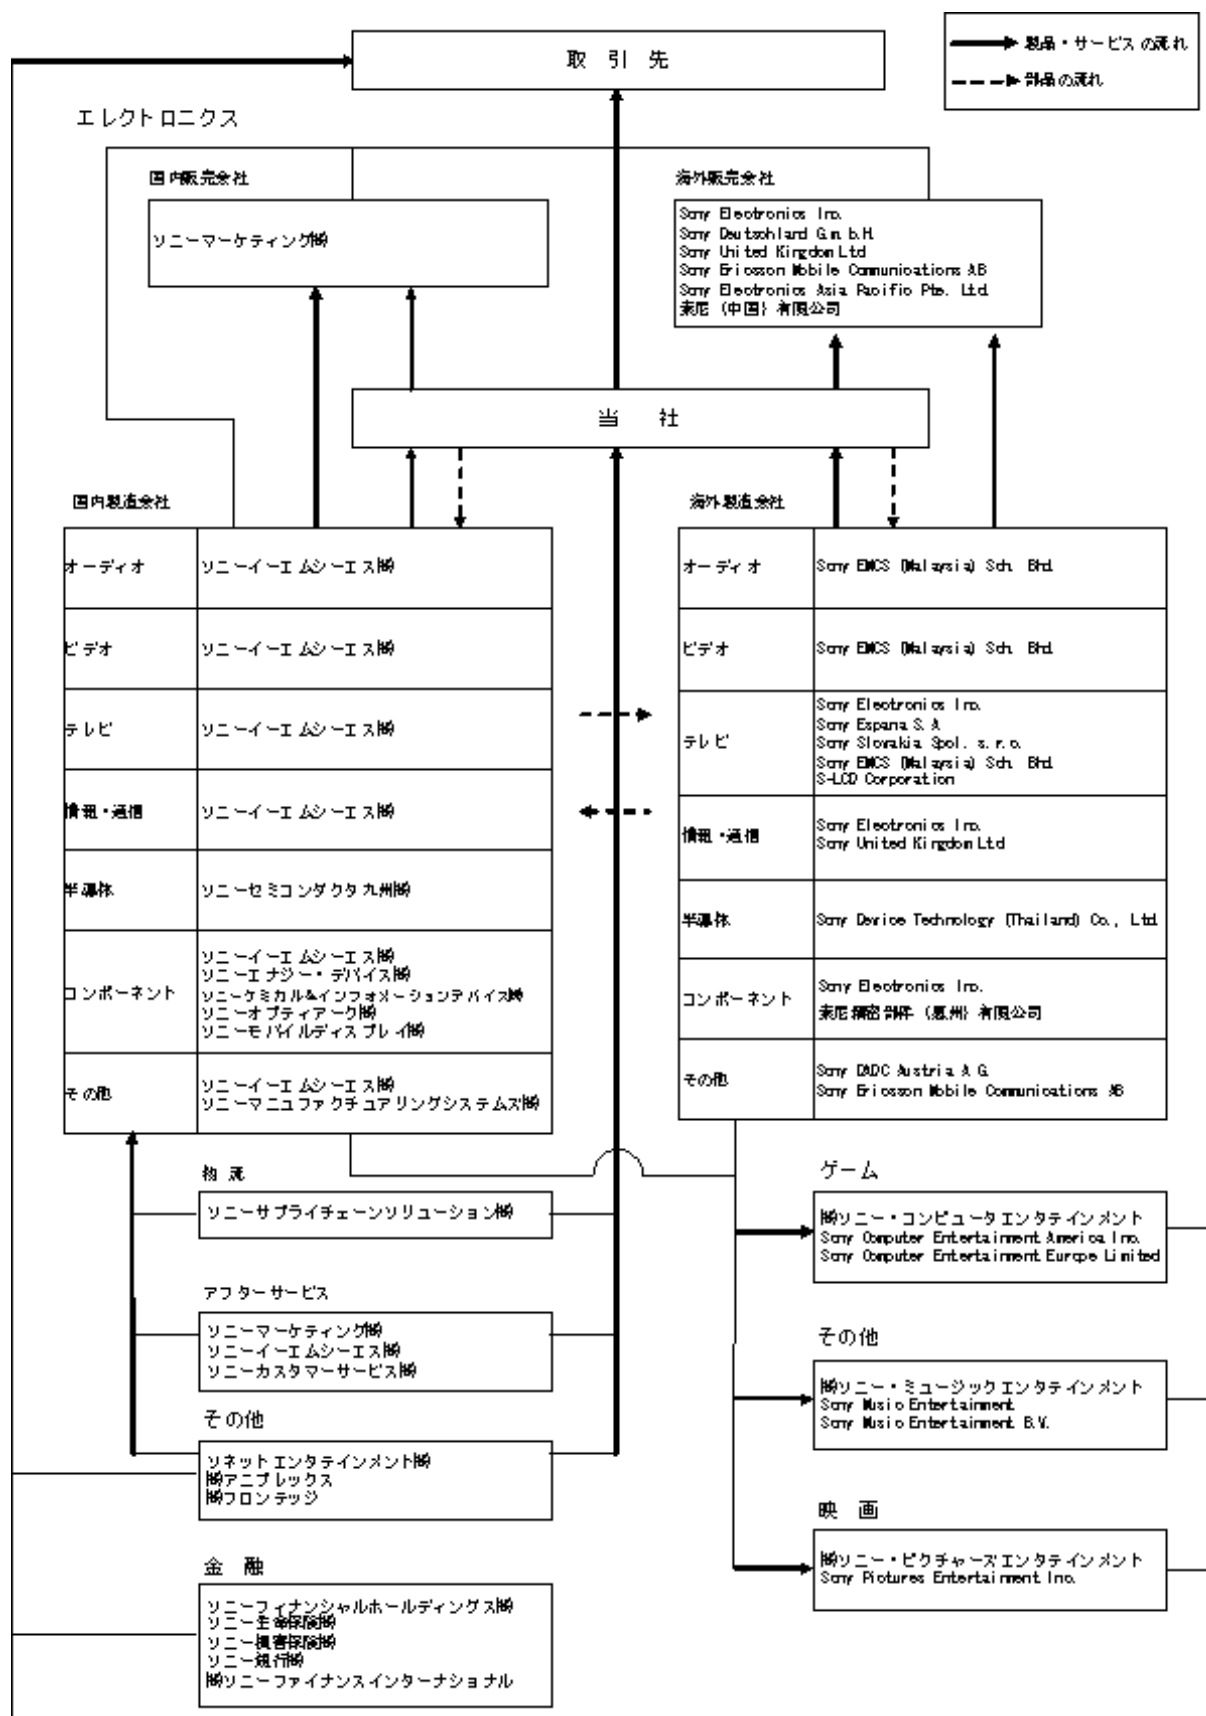 取引先
製品・サービスの流れ
部品の流れ
エレクトロニクス
国内販売会社
ソニーマーケティング㈱
海外販売会社
Sony Electronics Inc.
Sony Deutschland G.m.b.H.
Sony United Kingdom Ltd.
Sony Ericsson Mobile Communications AB
Sony Electronics Asia Pacific Pte. Ltd.
索尼（中国）有限公司
当社
国内製造会社
オーディオ
ソニーイーエムシーエス㈱
ビデオ
ソニーイーエムシーエス㈱
テレビ
ソニーイーエムシーエス㈱
情報・通信
ソニーイーエムシーエス㈱
半導体
ソニーセミコンダクタ九州㈱
コンポーネント
ソニーイーエムシーエス㈱
ソニーエナジー・デバイス㈱
ソニーケミカル&インフォメーションデバイス㈱
ソニーオプティアーク㈱
ソニーモバイルディスプレイ㈱
その他
ソニーイーエムシーエス㈱
ソニーマニュファクチュアリングシステムズ㈱
海外製造会社
オーディオ
Sony EMCS (Malaysia) Sdn. Bhd.
ビデオ
Sony EMCS (Malaysia) Sdn. Bhd.
テレビ
Sony Electronics Inc.
Sony Espana S.A.
Sony Slovakia Spol. s.r.o.
Sony EMCS (Malaysia) Sdn. Bhd.
S-LCD Corporation
情報・通信
Sony Electronics Inc.
Sony United Kingdom Ltd.
半導体
Sony Device Technology (Thailand) Co., Ltd.
コンポーネント
Sony Electronics Inc.
索尼精密部件（惠州）有限公司
その他
Sony DADC Austria A.G.
Sony Ericsson Mobile Communications AB
物流
ソニーサプライチェーンソリューション㈱
アフターサービス
ソニーマーケティング㈱
ソニーイーエムシーエス㈱
ソニーカスタマーサービス㈱
その他
ソネットエンタテインメント㈱
㈱アニプレックス
㈱フロンテッジ
金融
ソニーフィナンシャルホールディングス㈱
ソニー生命保険㈱
ソニー損害保険㈱
ソニー銀行㈱
㈱ソニーファイナンスインターナショナル
ゲーム
㈱ソニー・コンピュータエンタテインメント
Sony Computer Entertainment America Inc.
Sony Computer Entertainment Europe Limited
その他
㈱ソニー・ミュージックエンタテインメント
Sony Music Entertainment
Sony Music Entertainment B.V.
映画
㈱ソニー・ピクチャーズエンタテインメント
Sony Pictures Entertainment Inc.